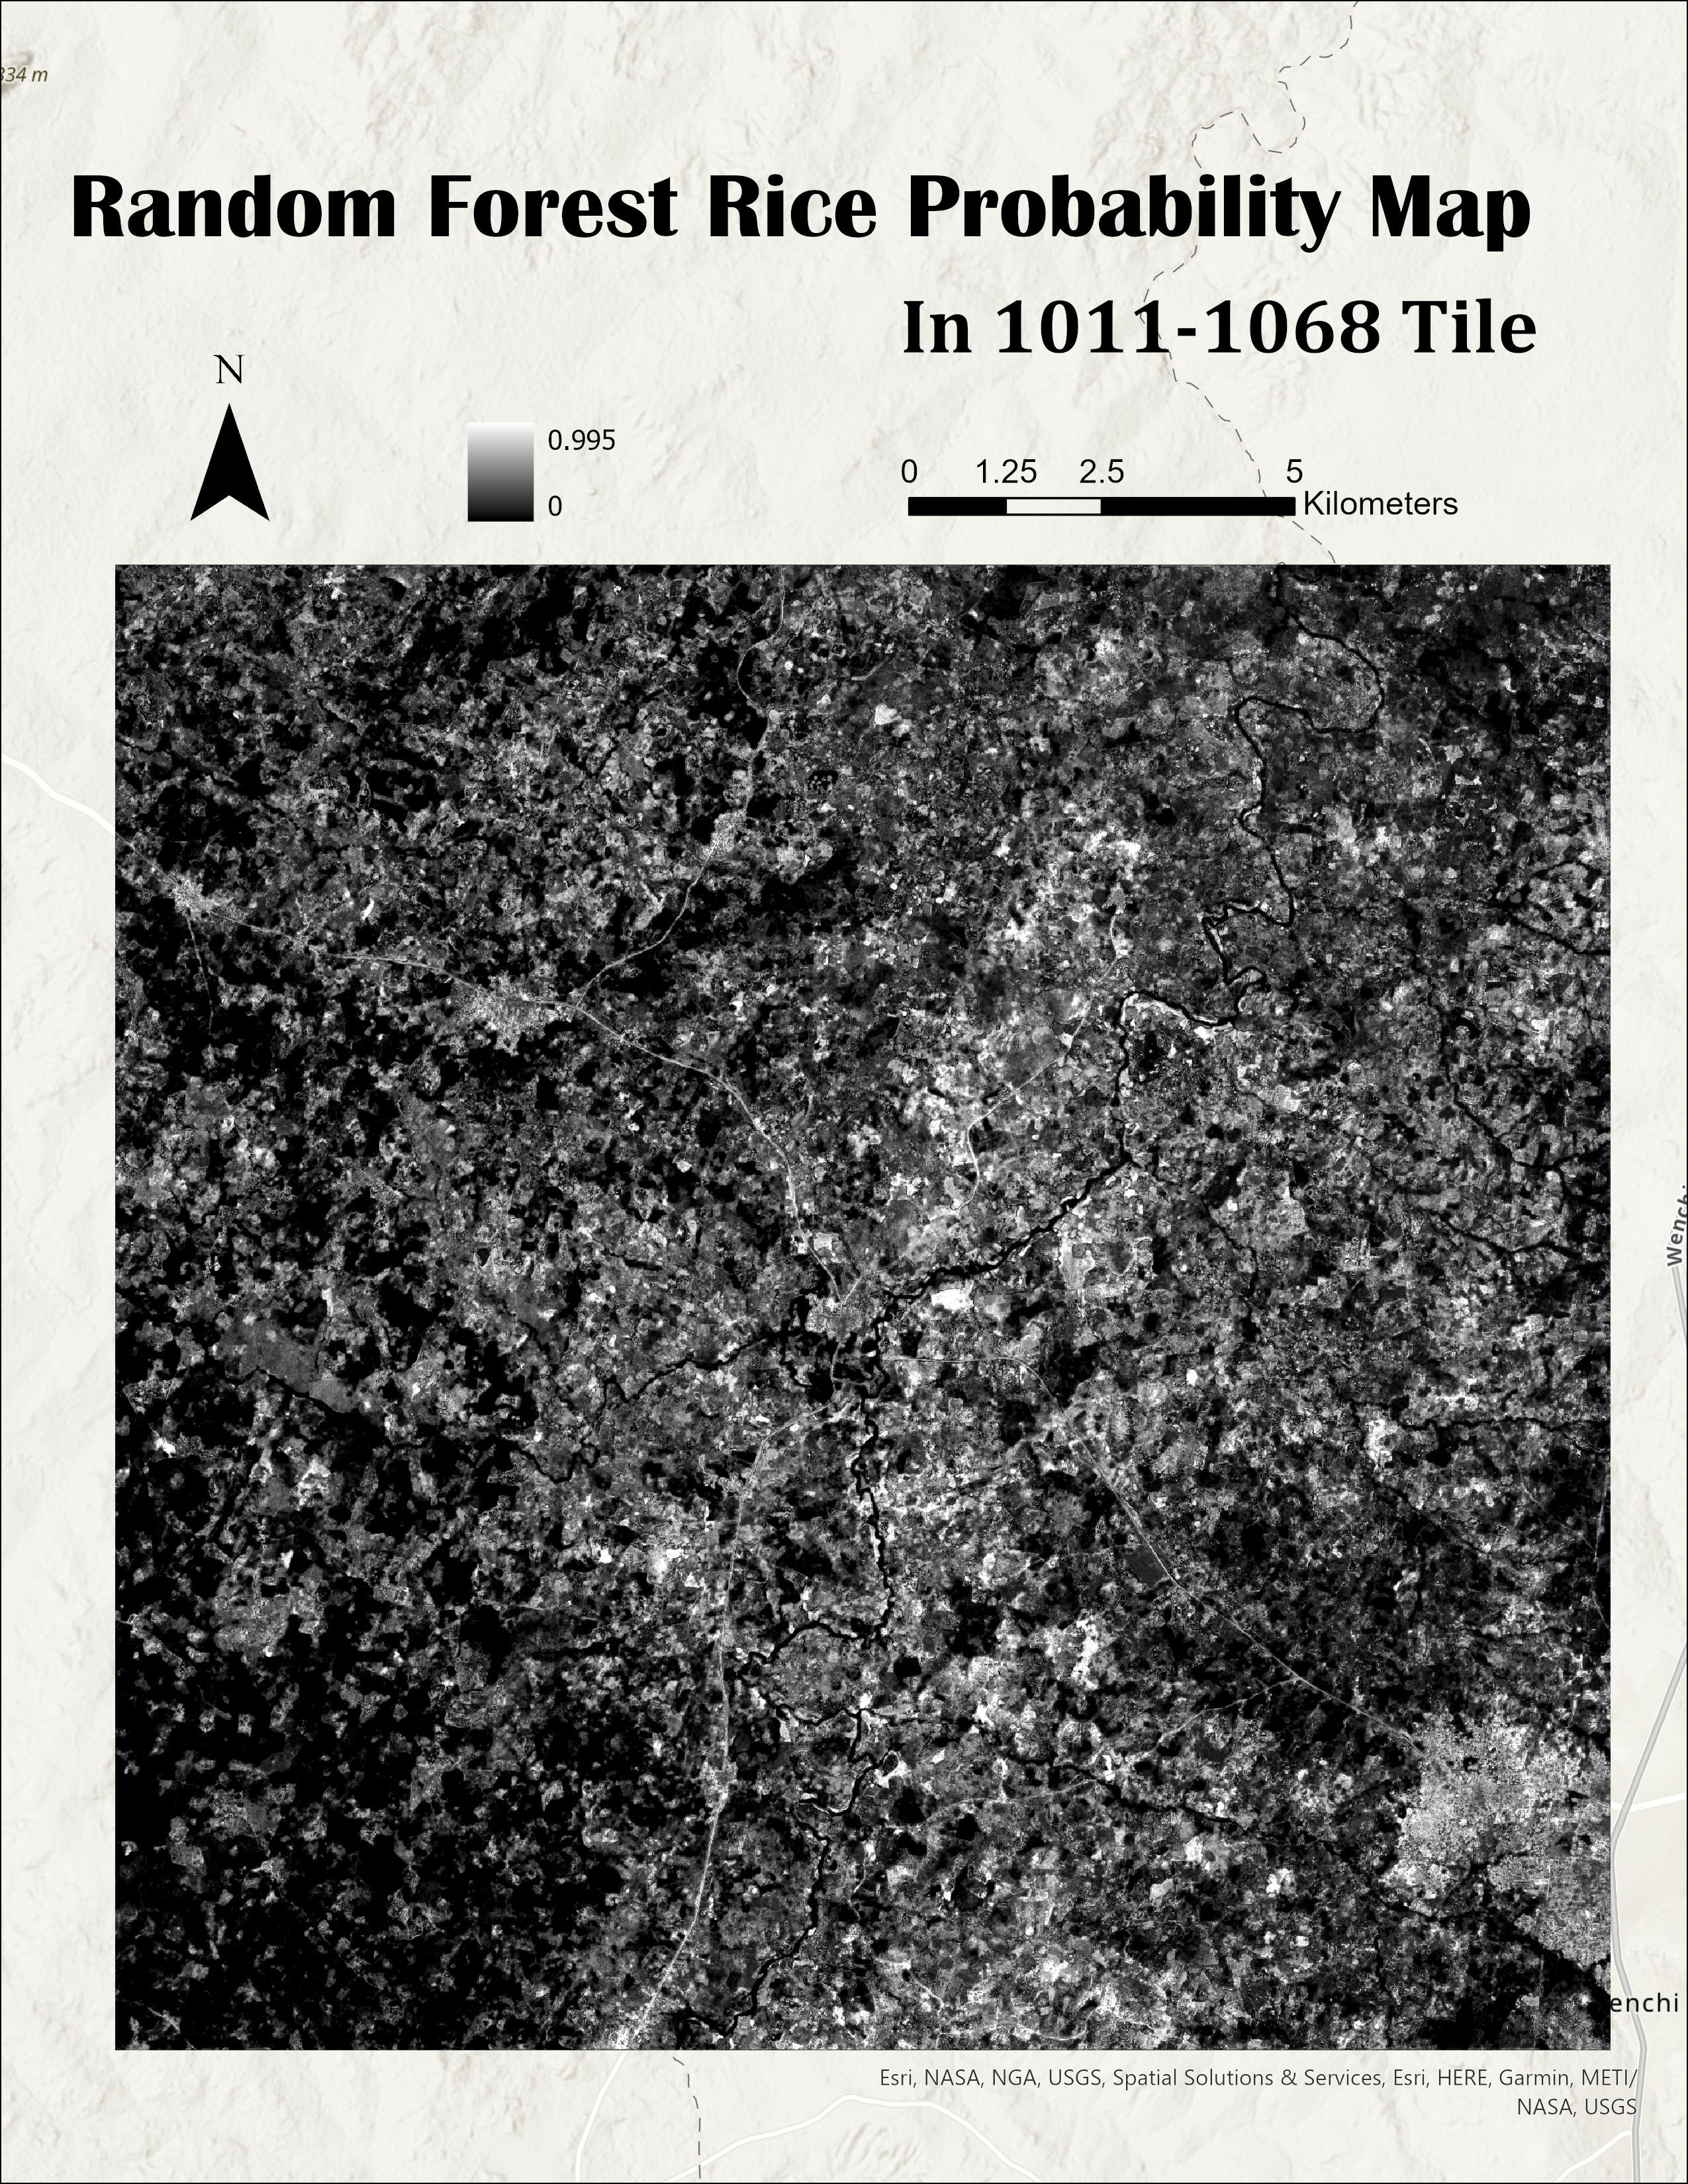 334 m
Random Forest Rice Probability Map
In 1011-1068 Tile
N
0.995
0
0 1.25 2.5 5
Kilometers
Wenchi
enchi
Esri, NASA, NGA, USGS, Spatial Solutions & Services, Esri, HERE, Garmin, METI/
NASA, USGS